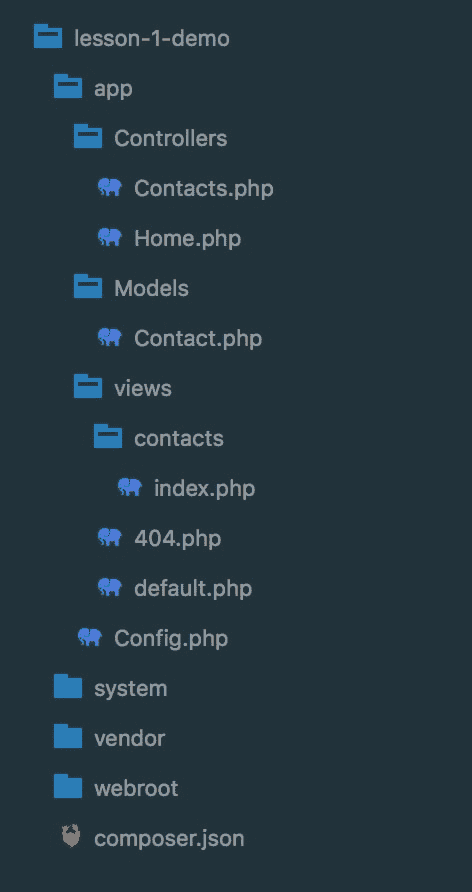 lesson-1-demo
app
Controllers
Contacts.php
Home.php
Models
Contact.php
views
contacts
index.php
404.php
default.php
Config.php
system
vendor
webroot
composer.json